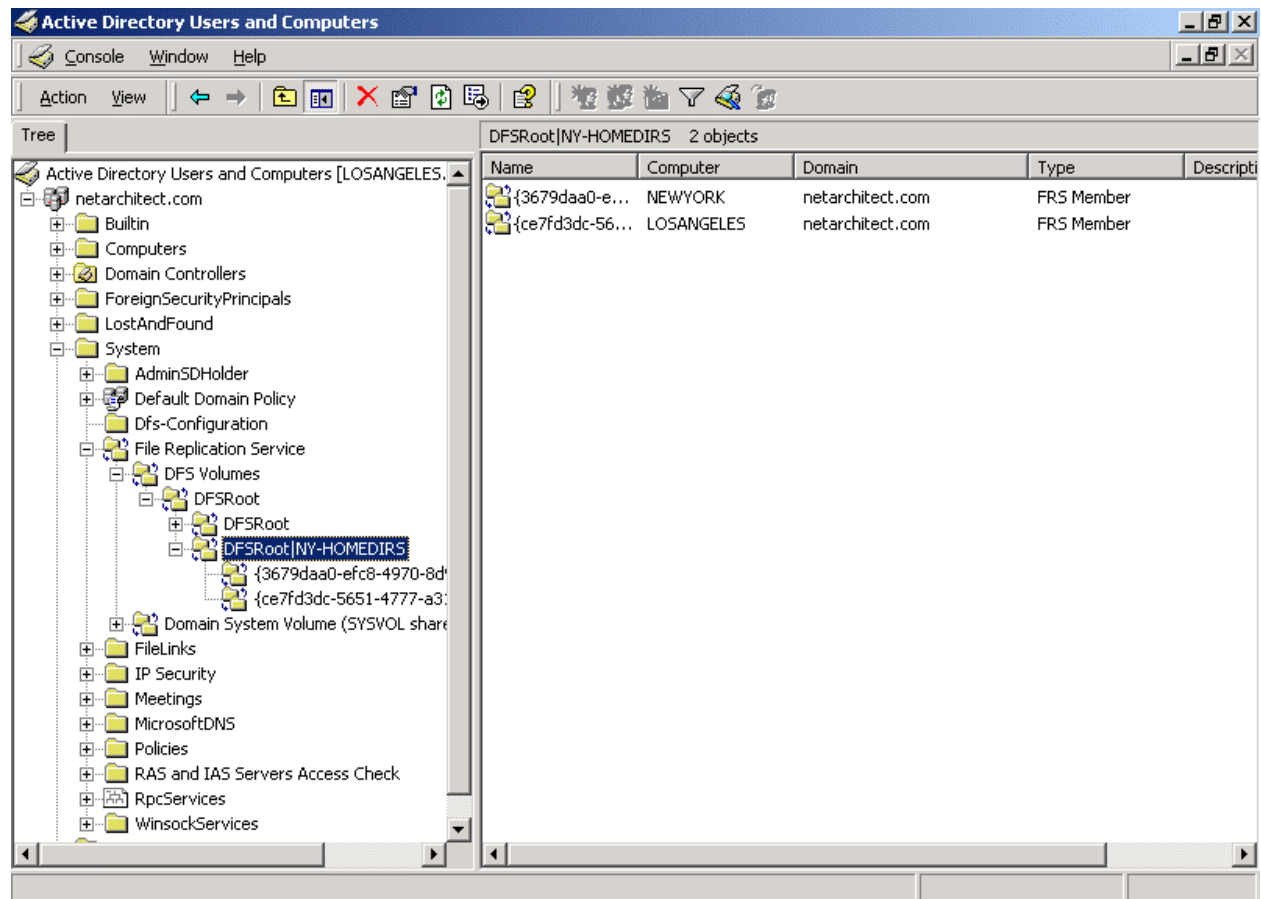 Active Directory Users and Computers
Console Window Help
Action View
Tree
DFSRoot|NY-HOMEDIRS 2 objects
Active Directory Users and Computers [LOSANGELES.
netarchitect.com
Builtin
Computers
Domain Controllers
ForeignSecurityPrincipals
LostAndFound
System
AdminSDHolder
Default Domain Policy
Dfs-Configuration
File Replication Service
DFS Volumes
DFSRoot
DFSRoot
DFSRoot|NY-HOMEDIRS
{3679daa0-efc8-4970-8d
{ce7fd3dc-5651-4777-a3
Domain System Volume (SYSVOL share
FileLinks
IP Security
Meetings
MicrosoftDNS
Policies
RAS and IAS Servers Access Check
RpcServices
WinsockServices
Name Computer Domain Type Descripti
{3679daa0-e... NEWYORK netarchitect.com FRS Member
{ce7fd3dc-56... LOSANGELES netarchitect.com FRS Member